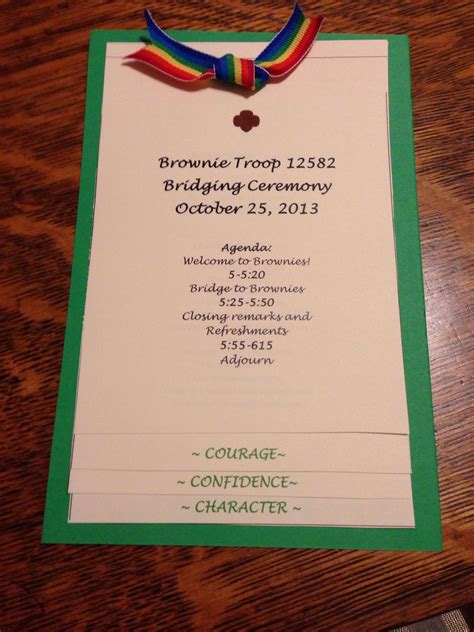 Brownie Troop 12582
Bridging Ceremony
October 25, 2013
Agenda:
Welcome to Brownies!
5-5:20
Bridge to Brownies
5:25-5:50
Closing remarks and
Refreshments
5:55-615
Adjourn
~ COURAGE~
~ CONFIDENCE~
~ CHARACTER ~